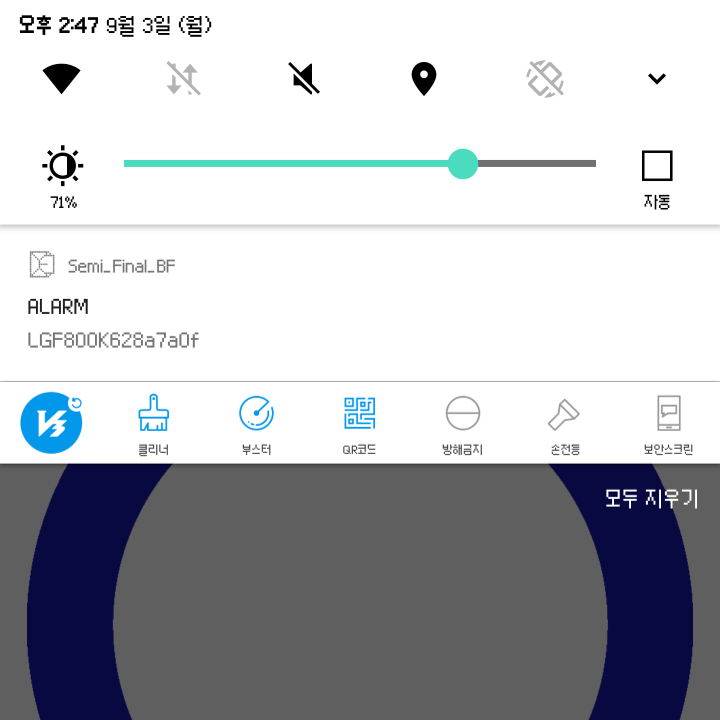 오후 2:47 9월 3일 (월)
71%
자동
Semi_Final_BF
ALARM
LGF800K628a7a0f
V3
클리너 부스터 QR코드 방해금지 손전등 보안스크린
모두 지우기